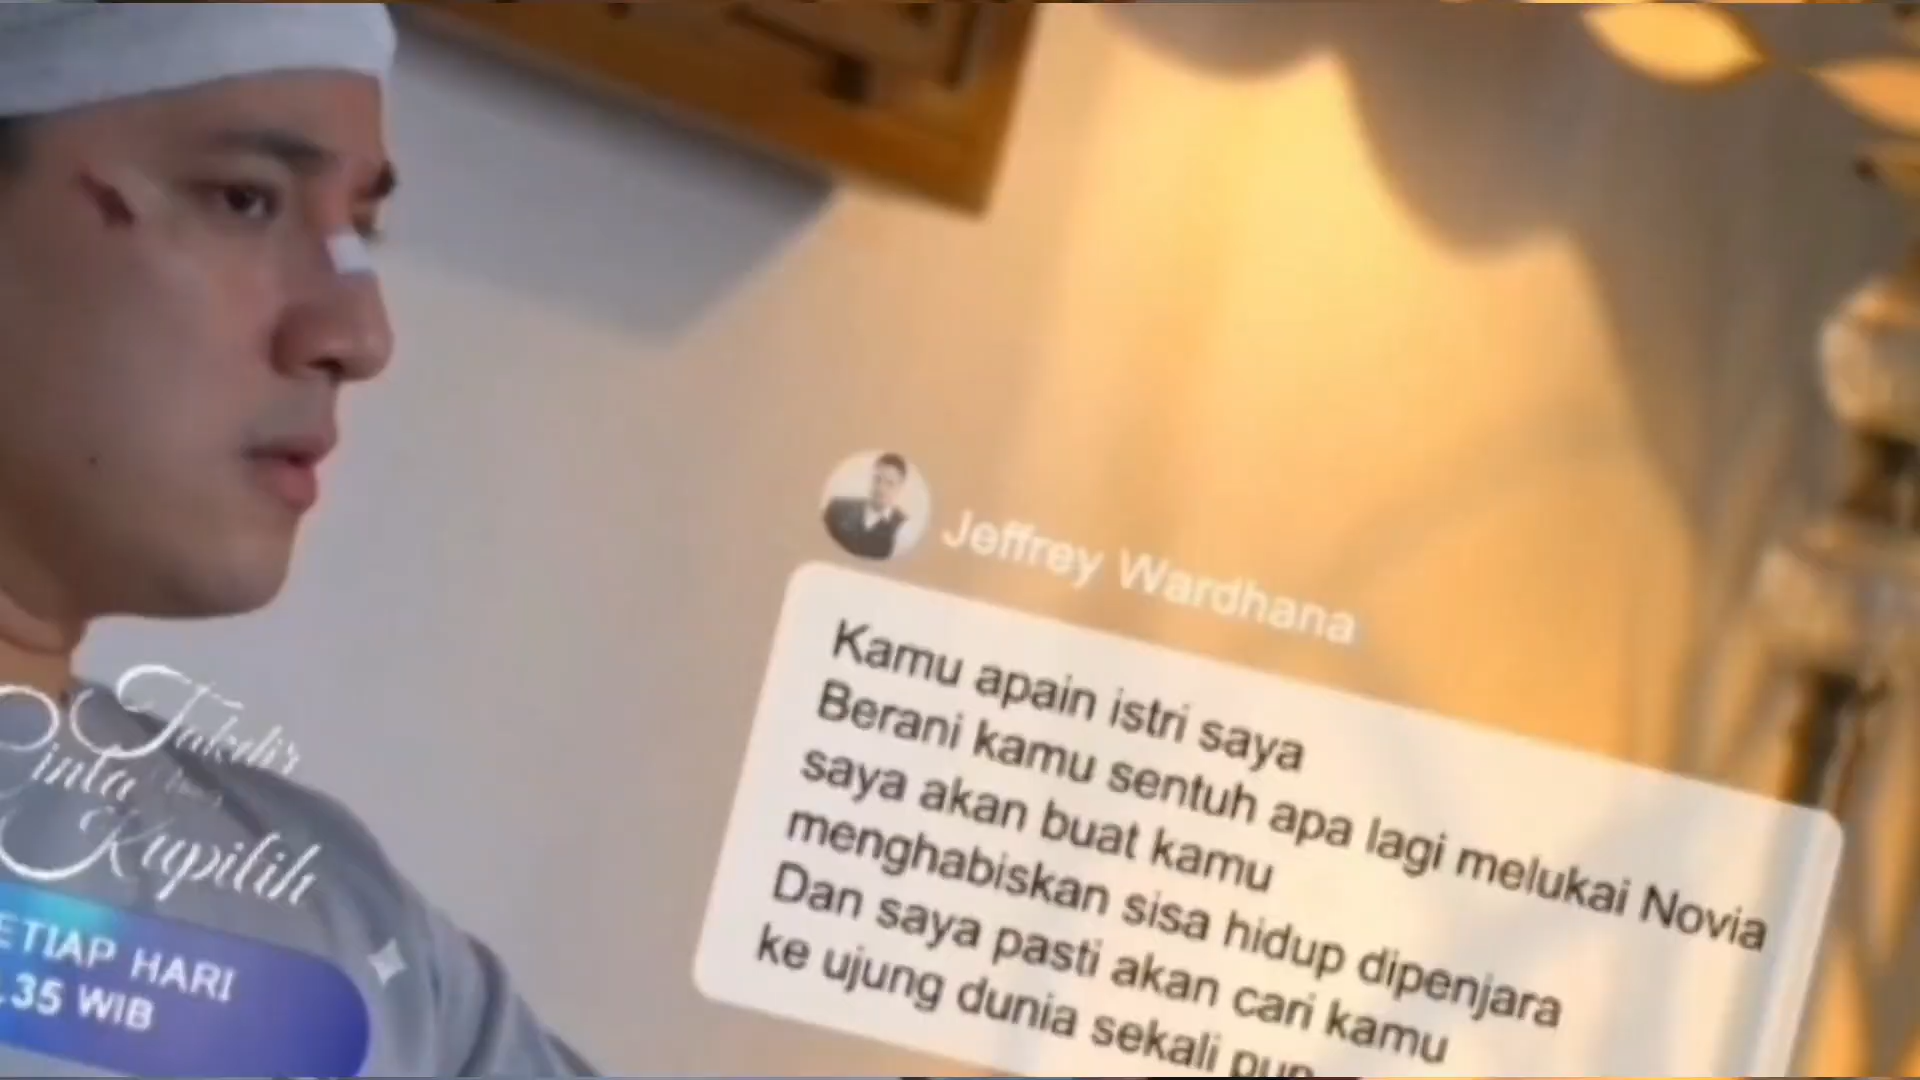 Jeffrey Wardhana
Kamu apain istri saya
Berani kamu sentuh apa lagi melukai Novia
saya akan buat kamu
menghabiskan sisa hidup dipenjara
Dan saya pasti akan cari kamu
ke ujung dunia sekali pun
Takdir
Cinta
Kupilih
ETIAP HARI
.35 WIB